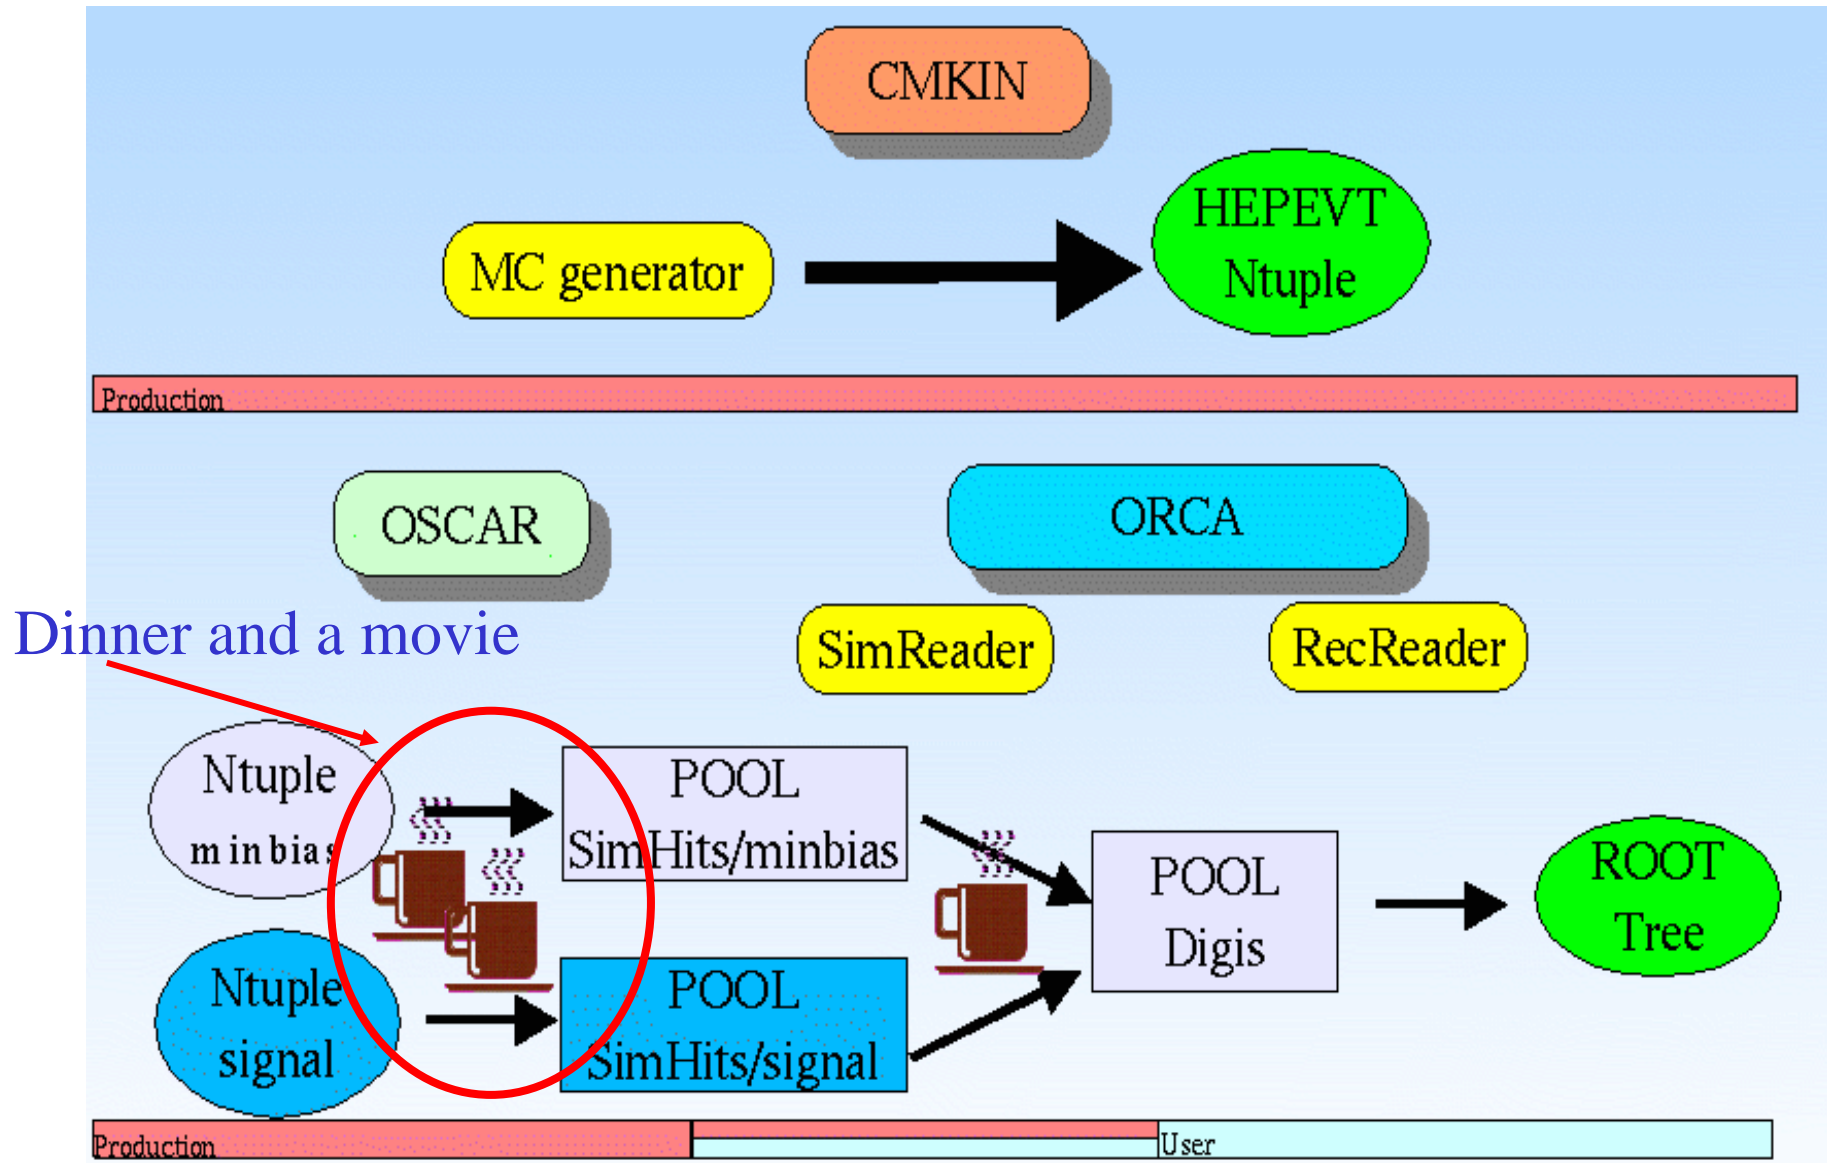 CMKIN
MC generator
HEPEVT
Ntuple
Production
OSCAR
ORCA
Dinner and a movie
SimReader
RecReader
Ntuple
minbias
POOL
SimHits/minbias
POOL
Digis
ROOT
Tree
Ntuple
signal
POOL
SimHits/signal
Production
User